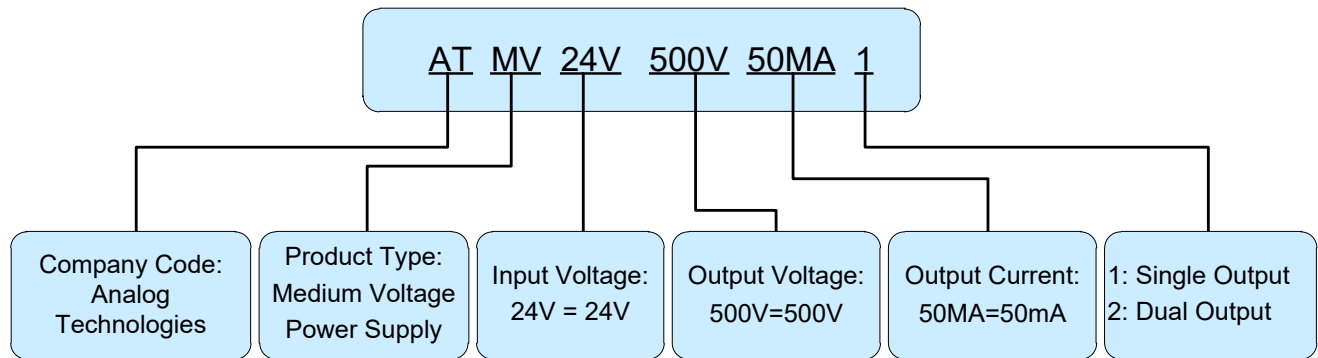 AT MV 24V 500V 50MA 1
Company Code:
Analog
Technologies
Product Type:
Medium Voltage
Power Supply
Input Voltage:
24V = 24V
Output Voltage:
500V=500V
Output Current:
50MA=50mA
1: Single Output
2: Dual Output